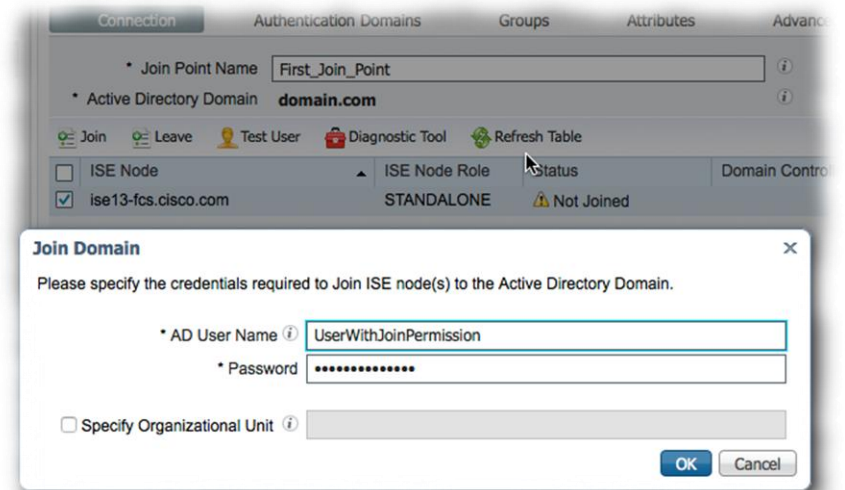 Connection Authentication Domains Groups Attributes Advance
* Join Point Name First_Join_Point
* Active Directory Domain domain.com
Join Leave Test User Diagnostic Tool Refresh Table
ISE Node ISE Node Role Status Domain Contro
ise13-fcs.cisco.com STANDALONE Not Joined
Join Domain
Please specify the credentials required to Join ISE node(s) to the Active Directory Domain.
* AD User Name UserWithJoinPermission
* Password ••••••••••••••
Specify Organizational Unit
OK Cancel